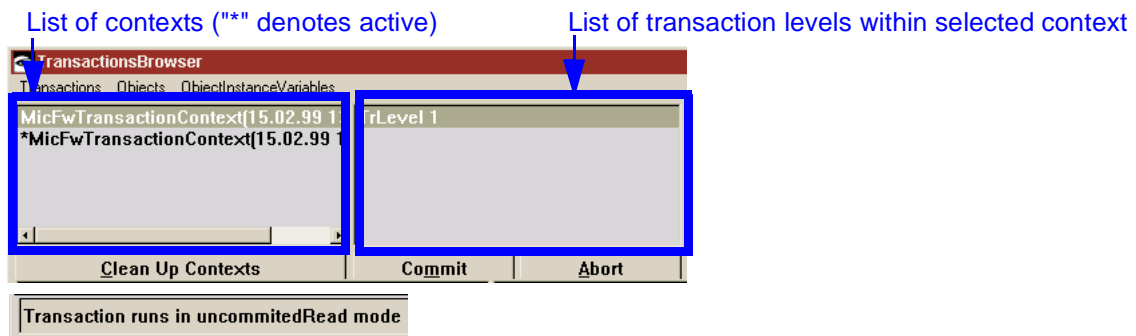 List of contexts ("*" denotes active) List of transaction levels within selected context
TransactionsBrowser
Transactions Objects ObjectInstanceVariables
MicFwTransactionContext(15.02.99 1 TrLevel 1
*MicFwTransactionContext(15.02.99 1
Clean Up Contexts Commit Abort
Transaction runs in uncommitedRead mode